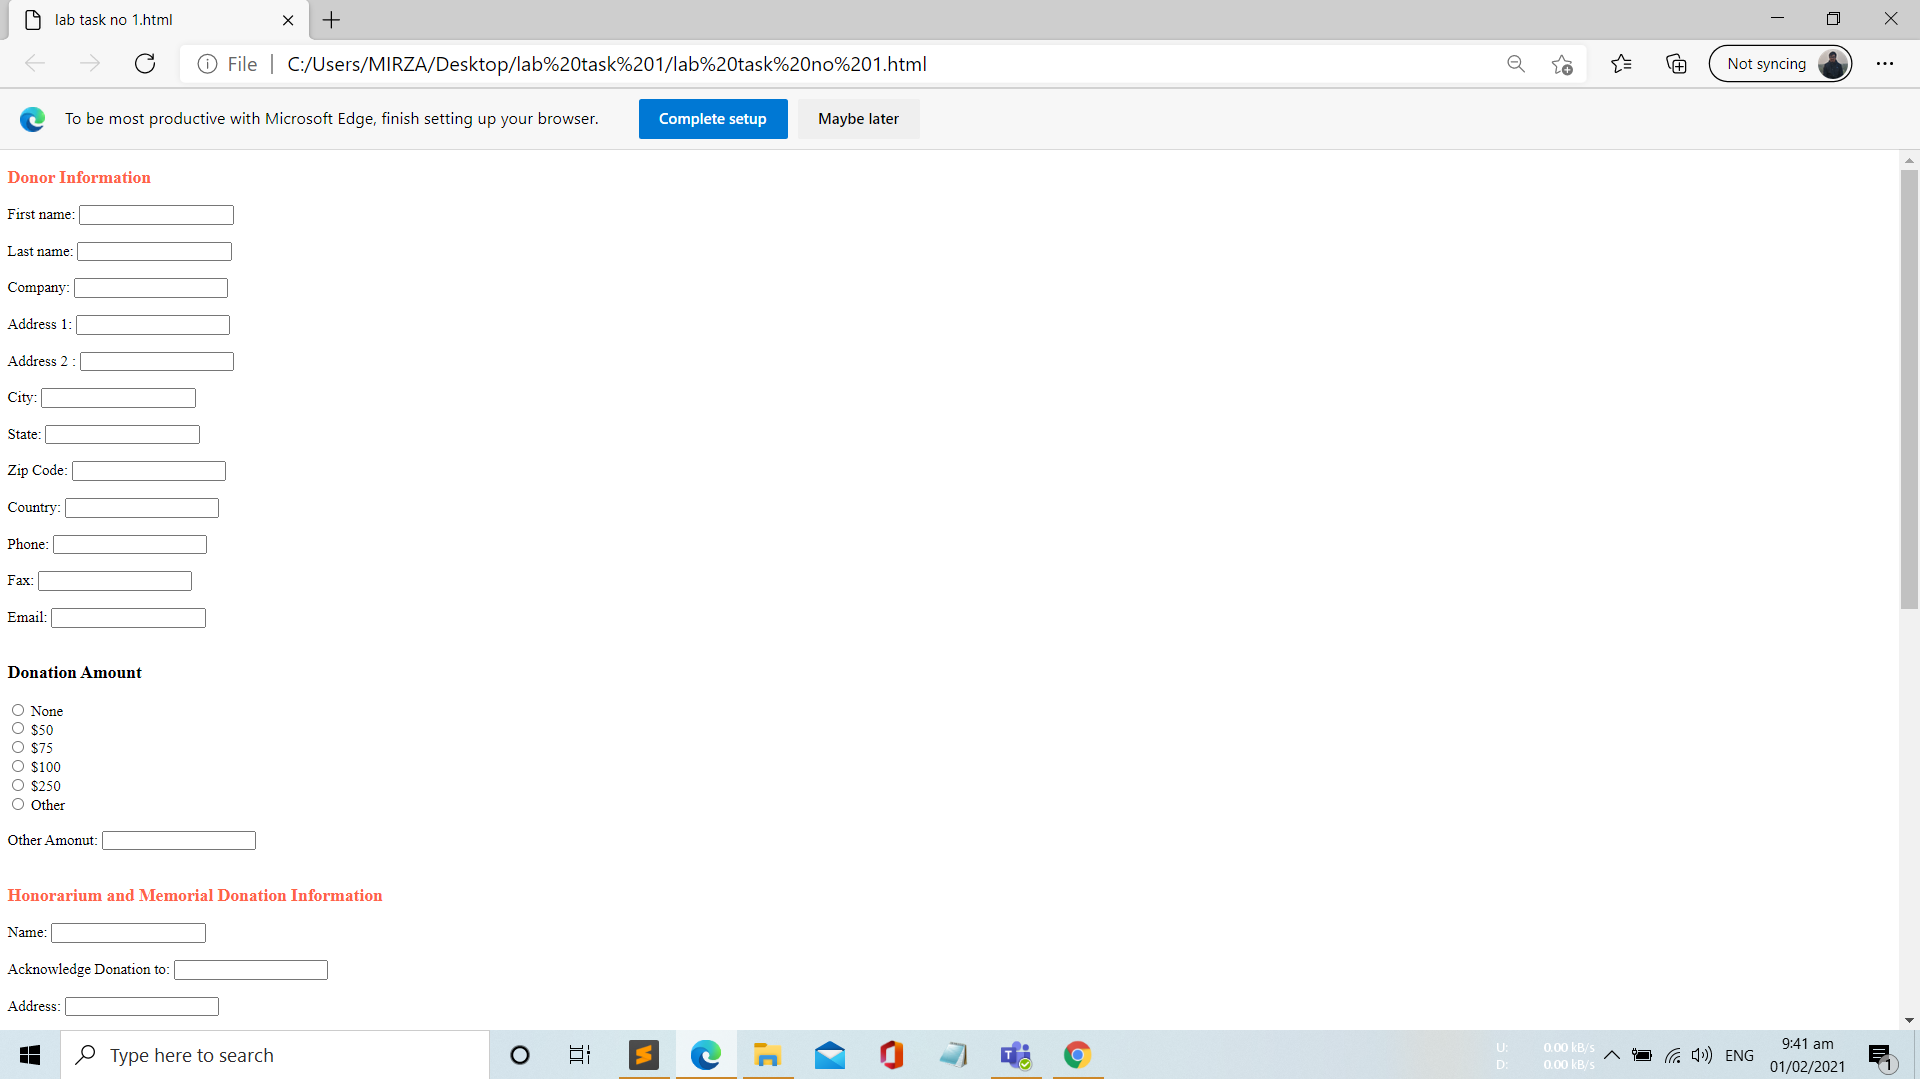 lab task no 1.html
File
C:/Users/MIRZA/Desktop/lab%20task%201/lab%20task%20no%201.html
Not syncing
To be most productive with Microsoft Edge, finish setting up your browser.
Complete setup
Maybe later
Donor Information
First name:
Last name:
Company:
Address 1:
Address 2 :
City:
State:
Zip Code:
Country:
Phone:
Fax:
Email:
Donation Amount
None
$50
$75
$100
$250
Other
Other Amonut:
Honorarium and Memorial Donation Information
Name:
Acknowledge Donation to:
Address:
Type here to search
U: 0.00 kB/s
D: 0.00 kB/s
ENG
9:41 am
01/02/2021
1